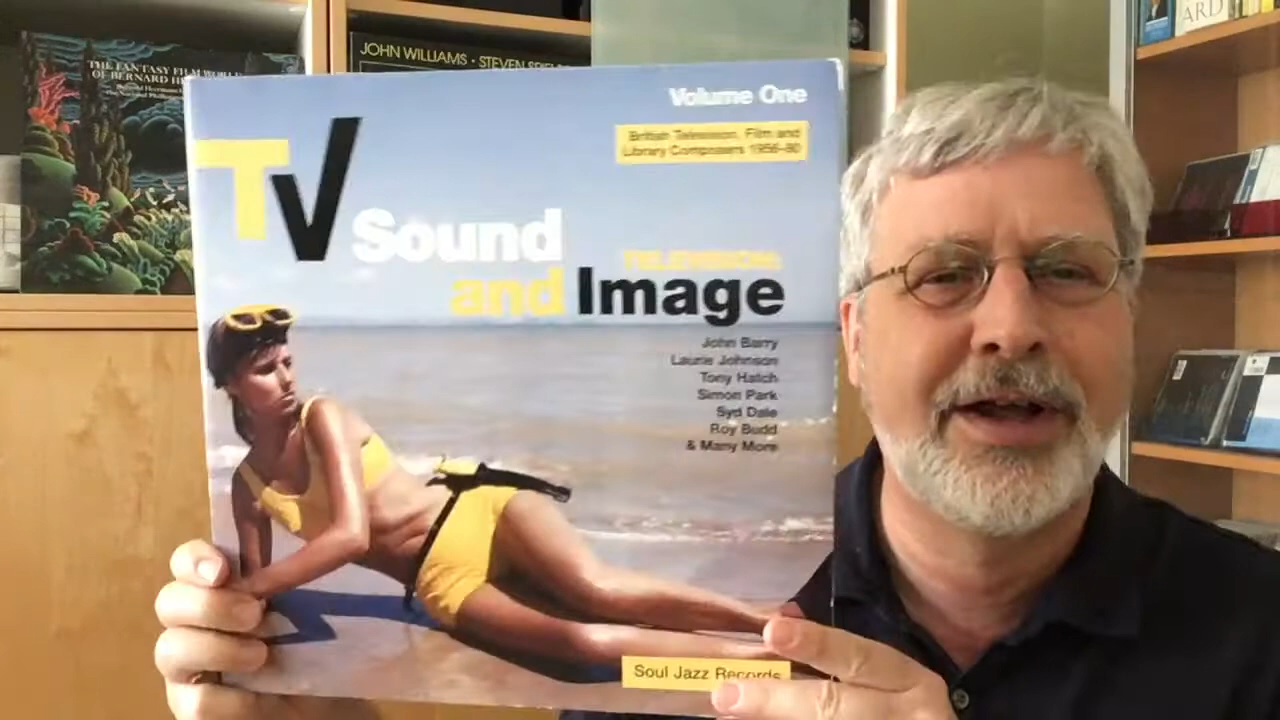 THE FANTASY FILM WORLD
OF BERNARD
JOHN WILLIAMS • STEVEN
ARD
Volume One
British Television, Film and
Library Composers 1956-80
TV
Sound
TELEVISION:
and Image
John Barry
Laurie Johnson
Tony Hatch
Simon Park
Syd Dale
Roy Budd
& Many More
Soul Jazz Records